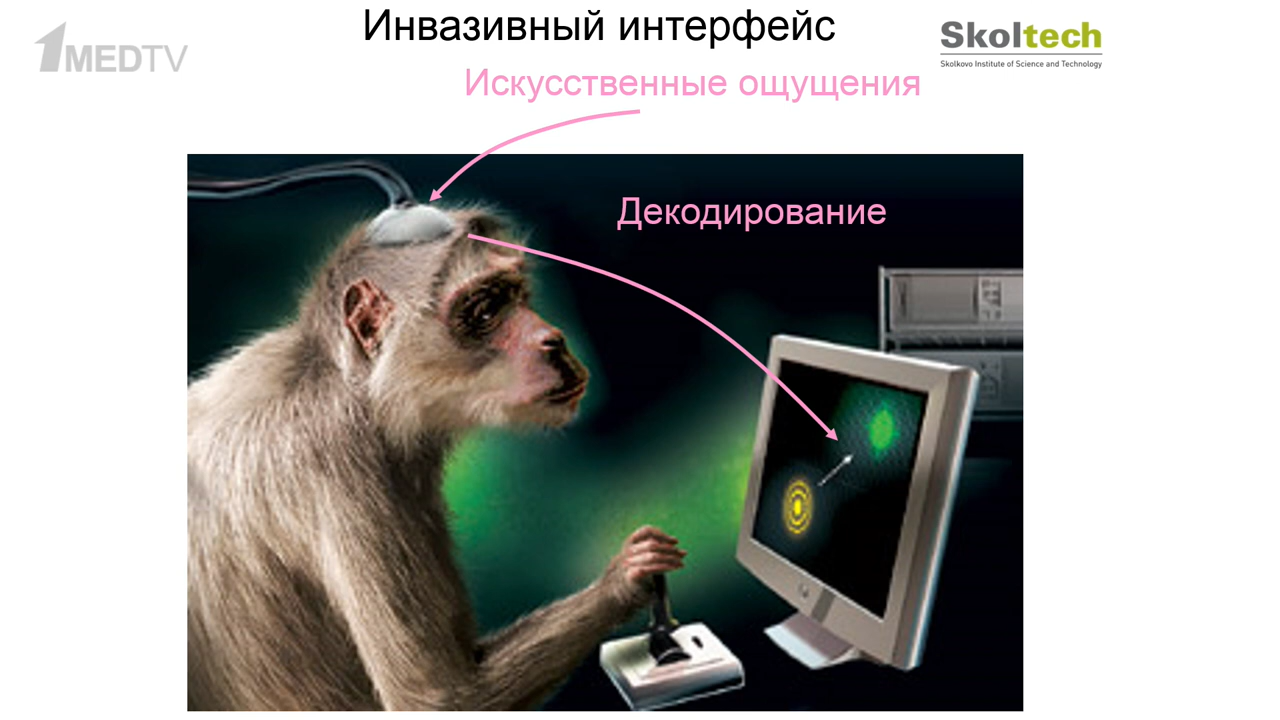 Инвазивный интерфейс
1MEDTV
Skoltech
Skolkovo Institute of Science and Technology
Искусственные ощущения
Декодирование